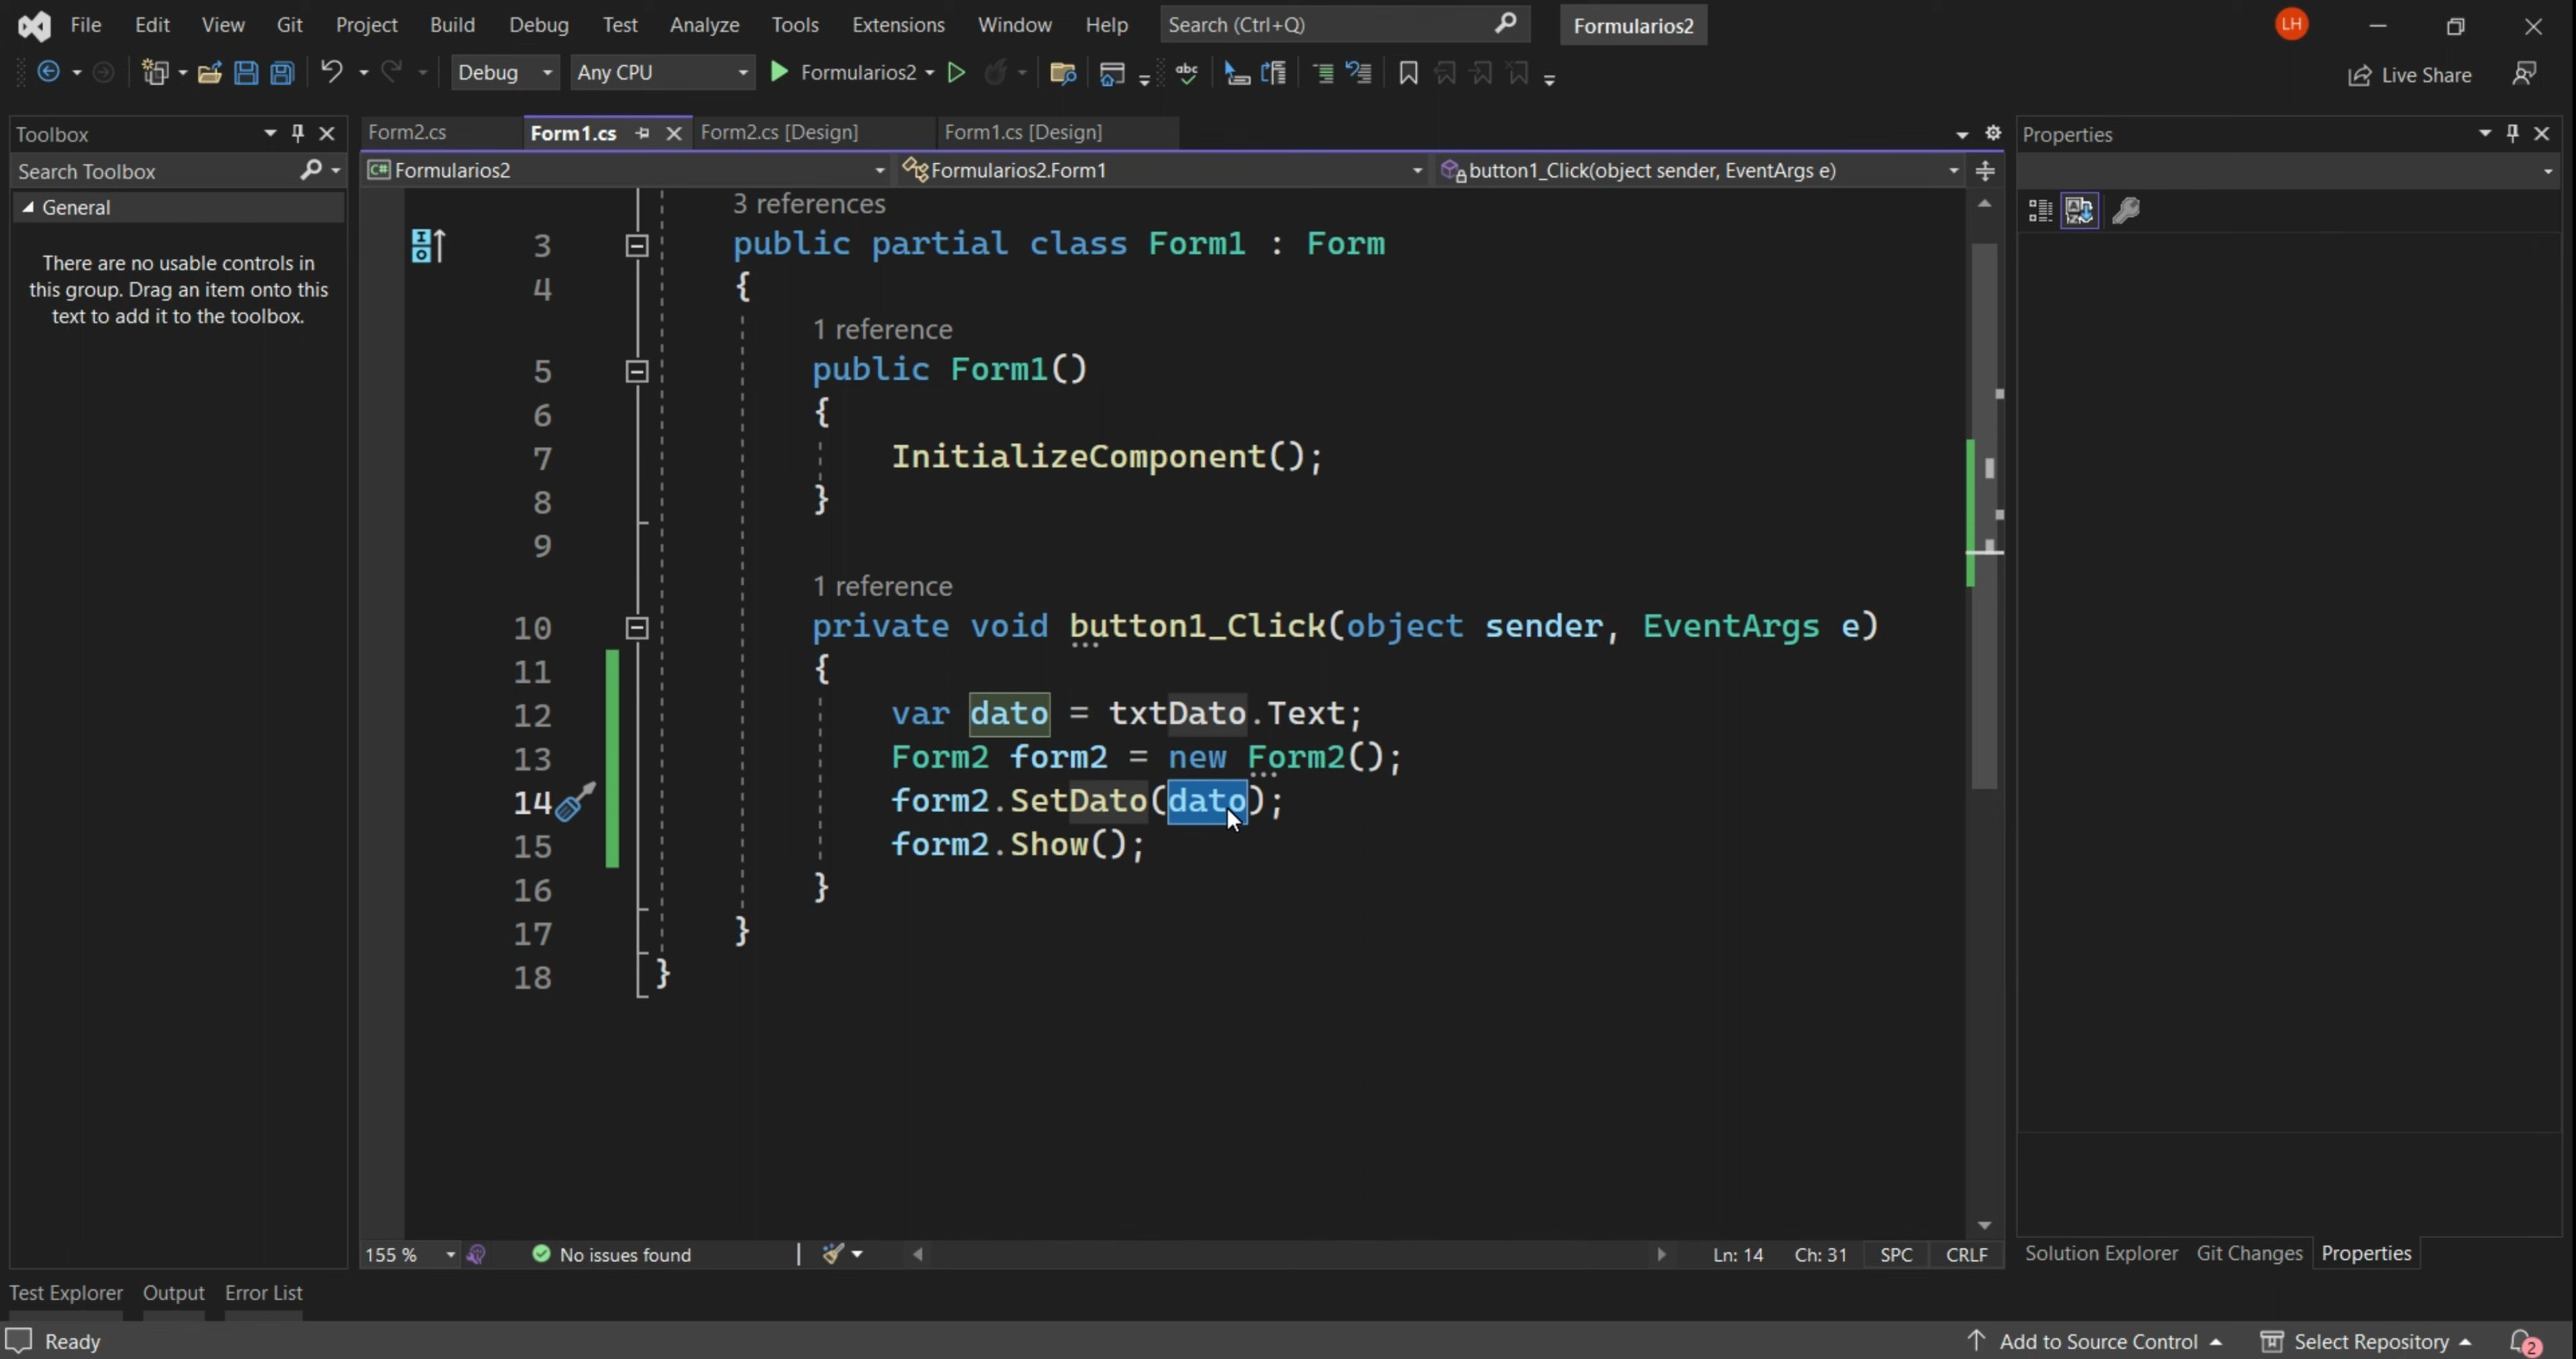 File Edit View Git Project Build Debug Test Analyze Tools Extensions Window Help Search (Ctrl+Q) Formularios2 LH
Debug Any CPU Formularios2 abc Live Share
Toolbox
Search Toolbox
General
There are no usable controls in
this group. Drag an item onto this
text to add it to the toolbox.
Form2.cs Form1.cs Form2.cs [Design] Form1.cs [Design]
C# Formularios2 Formularios2.Form1 button1_Click(object sender, EventArgs e)
3 references
3 public partial class Form1 : Form
4 {
1 reference
5 public Form1()
6 {
7 InitializeComponent();
8 }
9
1 reference
10 private void button1_Click(object sender, EventArgs e)
11 {
12 var dato = txtDato.Text;
13 Form2 form2 = new Form2();
14 form2.SetDato(dato);
15 form2.Show();
16 }
17 }
18 }
155 % No issues found Ln: 14 Ch: 31 SPC CRLF
Properties
Solution Explorer Git Changes Properties
Test Explorer Output Error List
Ready Add to Source Control Select Repository 2